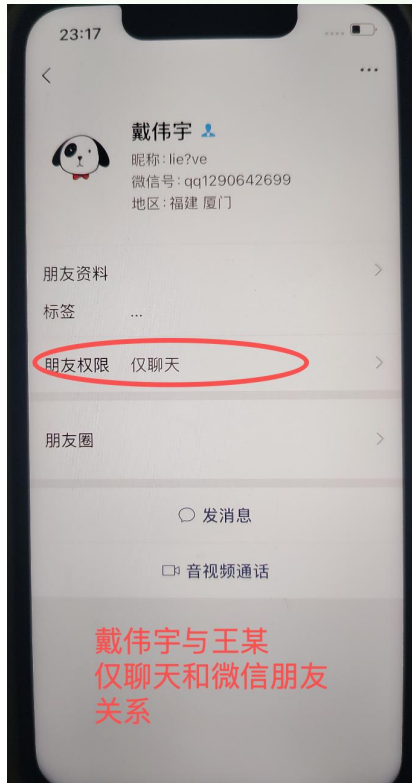 23:17
戴伟宇
昵称:lie?ve
微信号:qq1290642699
地区:福建 厦门
朋友资料
标签 ...
朋友权限 仅聊天
朋友圈
发消息
音视频通话
戴伟宇与王某
仅聊天和微信朋友
关系